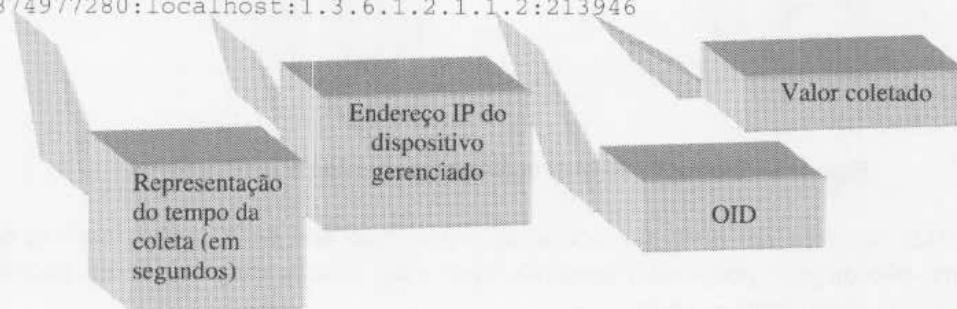 874977280:localhost:1.3.6.1.2.1.1.2:213946
Representação
do tempo da
coleta (em
segundos)
Endereço IP do
dispositivo
gerenciado
OID
Valor coletado